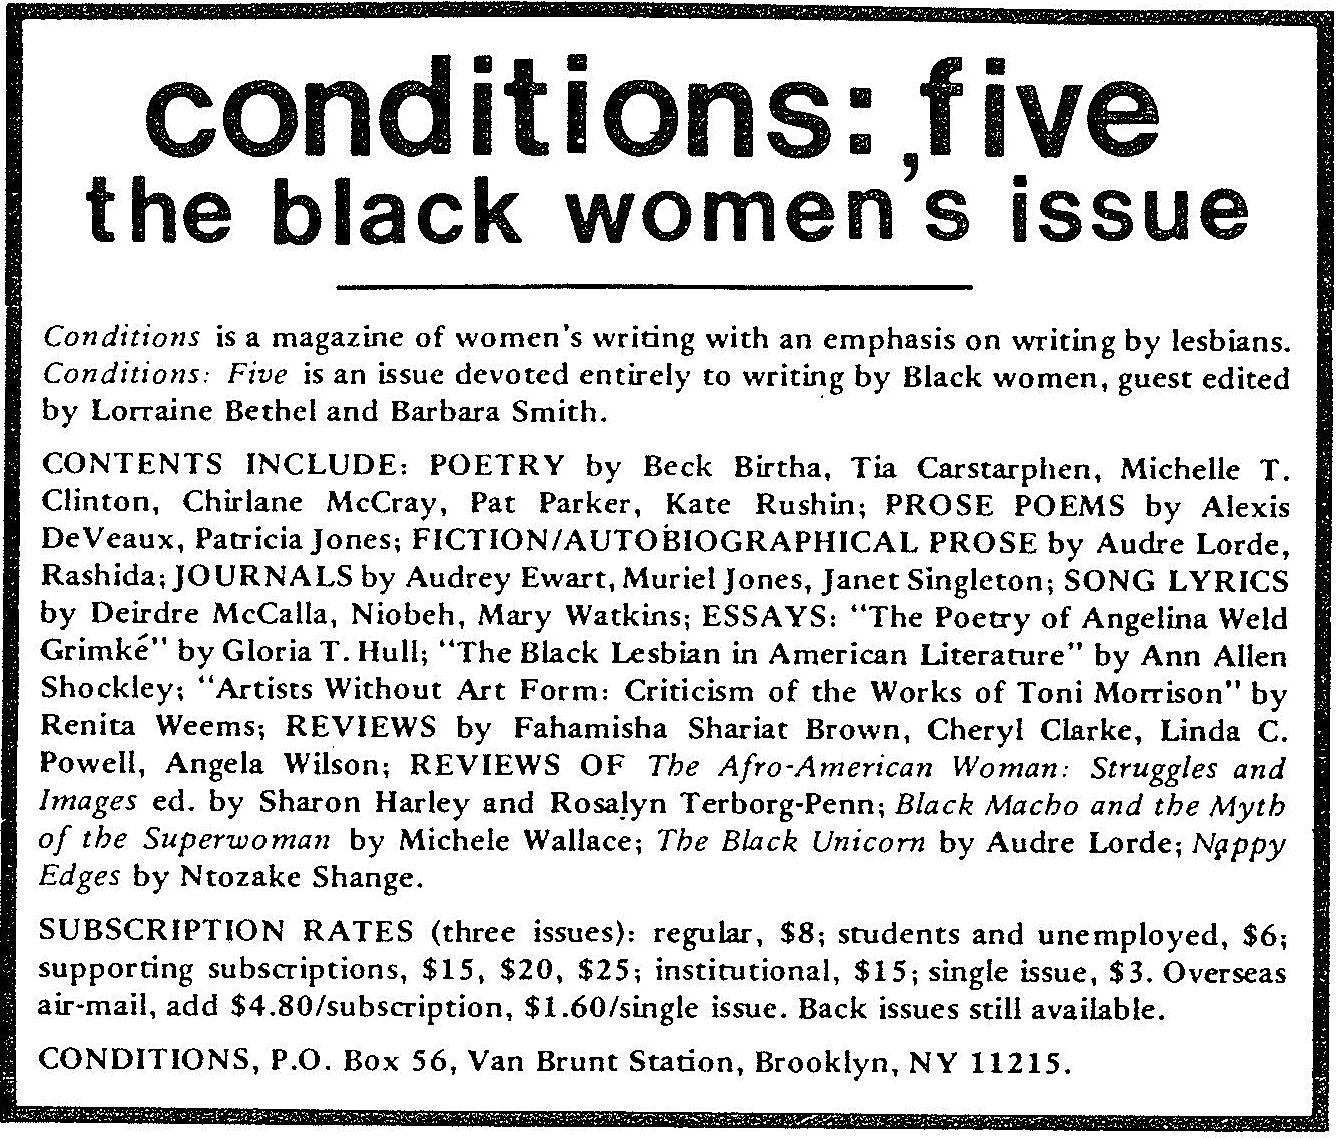 conditions: five
the black women's issue
Conditions is a magazine of women's writing with an emphasis on writing by lesbians.
Conditions: Five is an issue devoted entirely to writing by Black women, guest edited
by Lorraine Bethel and Barbara Smith.
CONTENTS INCLUDE: POETRY by Beck Birtha, Tia Carstarphen, Michelle T.
Clinton, Chirlane McCray, Pat Parker, Kate Rushin; PROSE POEMS by Alexis
DeVeaux, Patricia Jones; FICTION/AUTOBIOGRAPHICAL PROSE by Audre Lorde,
Rashida; JOURNALS by Audrey Ewart, Muriel Jones, Janet Singleton; SONG LYRICS
by Deirdre McCalla, Niobeh, Mary Watkins; ESSAYS: "The Poetry of Angelina Weld
Grimké" by Gloria T. Hull; "The Black Lesbian in American Literature" by Ann Allen
Shockley; "Artists Without Art Form: Criticism of the Works of Toni Morrison" by
Renita Weems; REVIEWS by Fahamisha Shariat Brown, Cheryl Clarke, Linda C.
Powell, Angela Wilson; REVIEWS OF The Afro-American Woman: Struggles and
Images ed. by Sharon Harley and Rosalyn Terborg-Penn; Black Macho and the Myth
of the Superwoman by Michele Wallace; The Black Unicorn by Audre Lorde; Nappy
Edges by Ntozake Shange.
SUBSCRIPTION RATES (three issues): regular, $8; students and unemployed, $6;
supporting subscriptions, $15, $20, $25; institutional, $15; single issue, $3. Overseas
air-mail, add $4.80/subscription, $1.60/single issue. Back issues still available.
CONDITIONS, P.O. Box 56, Van Brunt Station, Brooklyn, NY 11215.